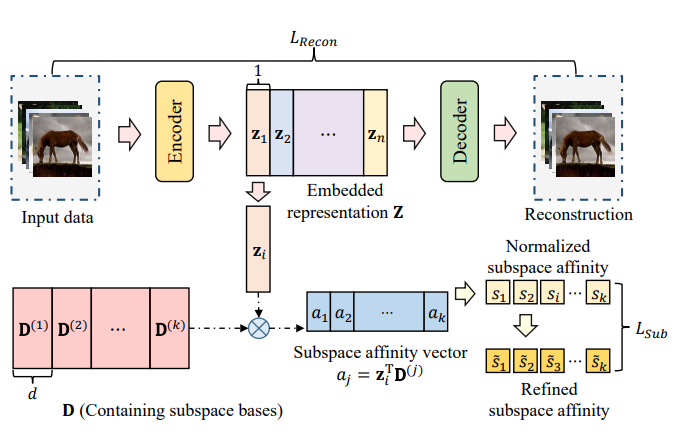 L_Recon
1
Encoder
z_1 z_2 ... z_n
Decoder
Input data
Embedded
representation Z
Reconstruction
z_i
Normalized
subspace affinity
D^(1) D^(2) ... D^(k)
a_1 a_2 ... a_k
s_1 s_2 s_i ... s_k
L_Sub
Subspace affinity vector
a_j = z_i^T D^(j)
s̃_1 s̃_2 s̃_3 ... s̃_k
d
D (Containing subspace bases)
Refined
subspace affinity